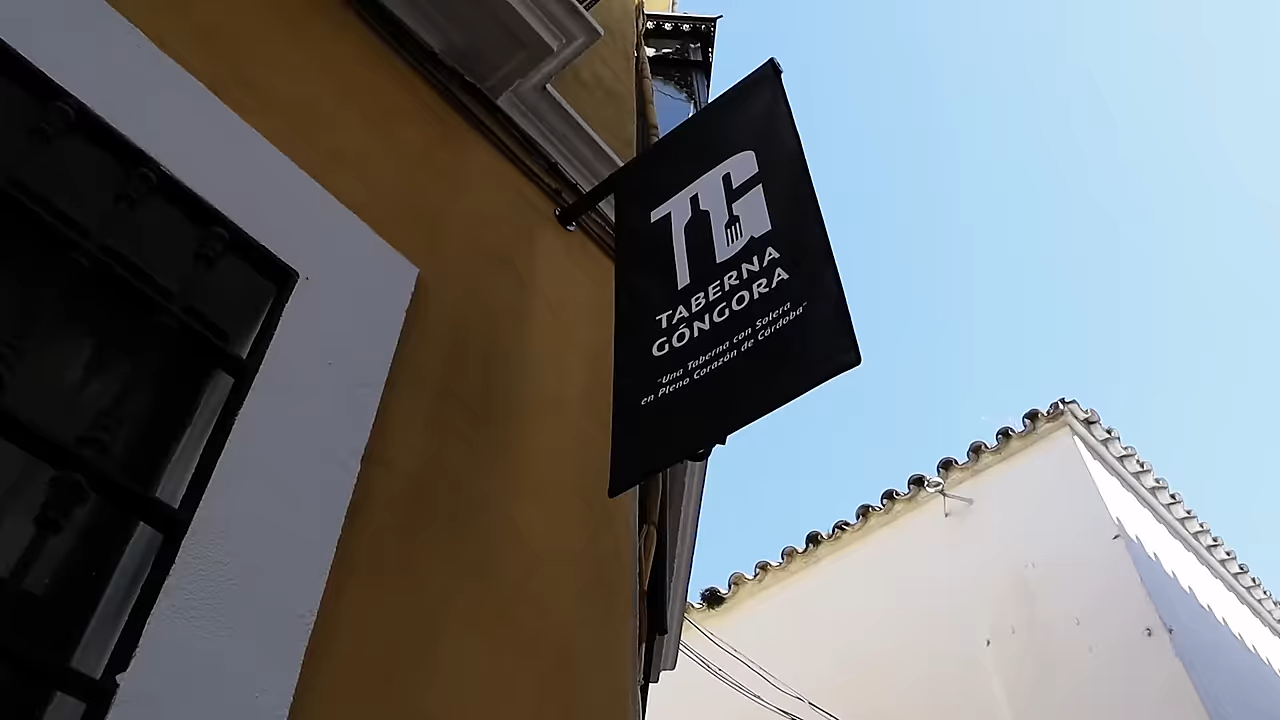 TG
TABERNA
GÓNGORA
"Una Taberna con Solera
en Pleno Corazón de Córdoba"